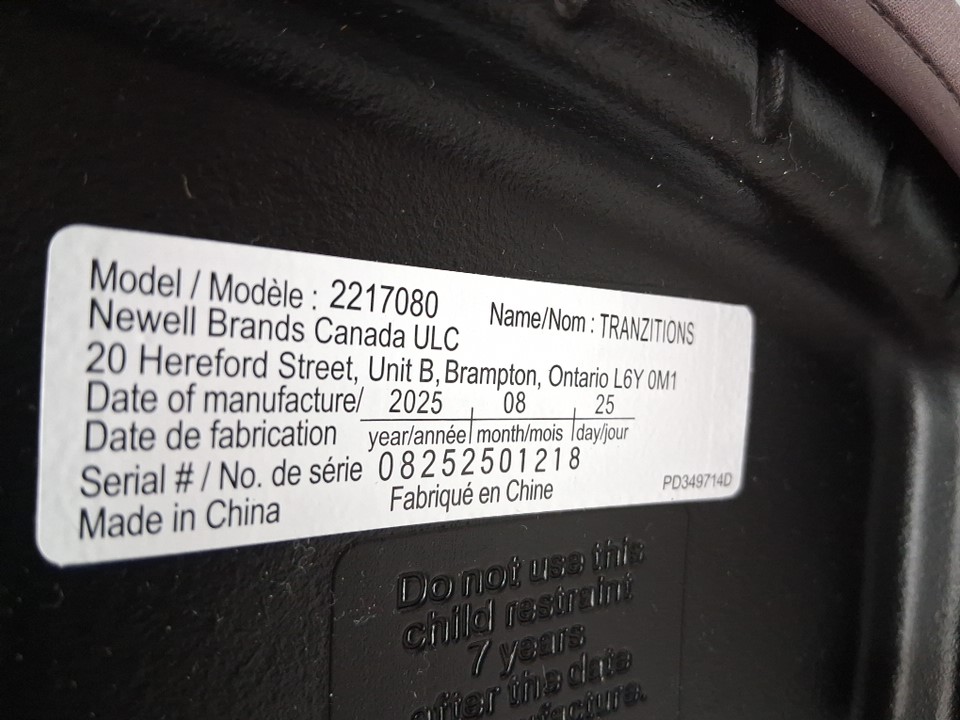 Model / Modèle : 2217080 Name/Nom : TRANZITIONS
Newell Brands Canada ULC
20 Hereford Street, Unit B, Brampton, Ontario L6Y 0M1
Date of manufacture/ 2025 08 25
Date de fabrication year/année month/mois day/jour
Serial # / No. de série 08252501218
Made in China Fabriqué en Chine PD349714D
Do not use this
child restraint
7 years
after the date